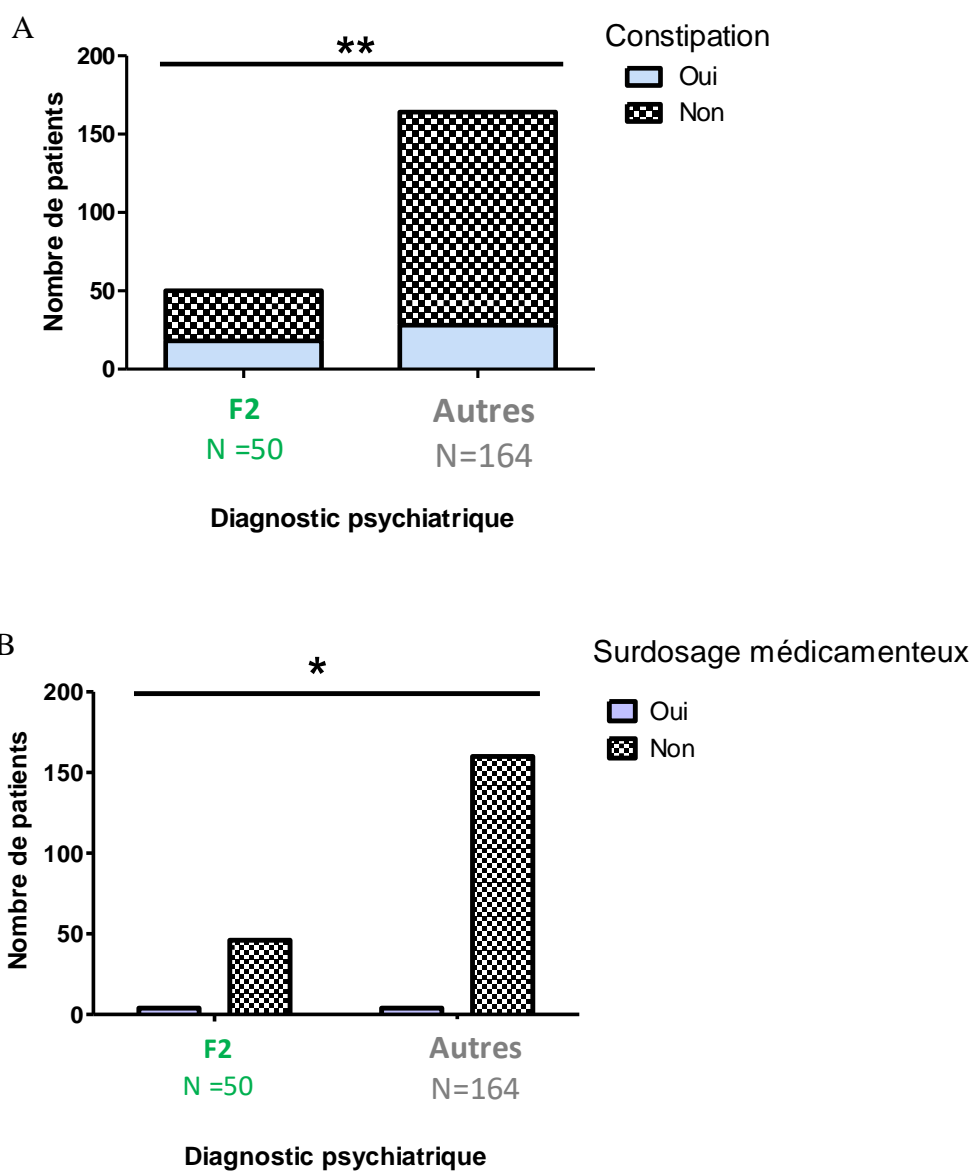 A
**
Constipation
Oui
Non
Nombre de patients
200
150
100
50
0
F2
Autres
N =50
N=164
Diagnostic psychiatrique
B
*
Surdosage médicamenteux
Oui
Non
Nombre de patients
200
150
100
50
0
F2
Autres
N =50
N=164
Diagnostic psychiatrique